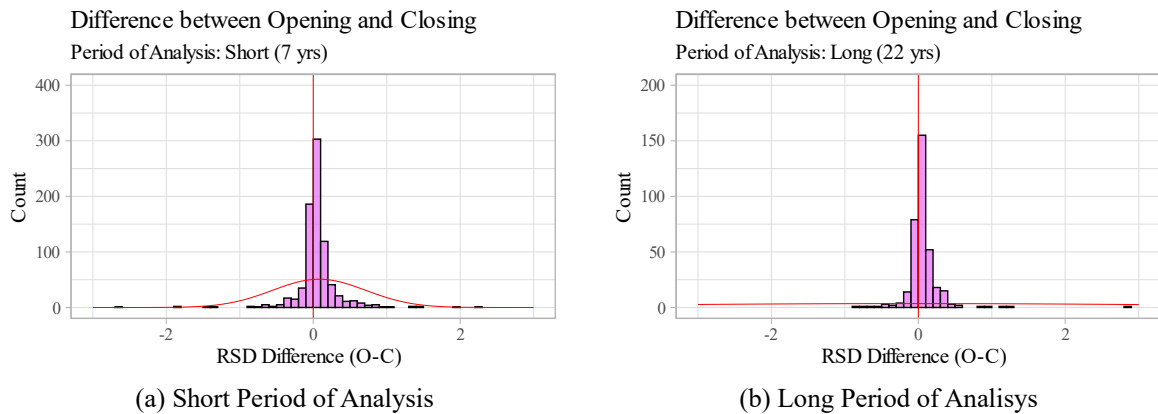 Difference between Opening and Closing
Period of Analysis: Short (7 yrs)
400
300
200
100
0
Count
-2
0
2
RSD Difference (O-C)
(a) Short Period of Analysis
Difference between Opening and Closing
Period of Analysis: Long (22 yrs)
200
150
100
50
0
Count
-2
0
2
RSD Difference (O-C)
(b) Long Period of Analisys